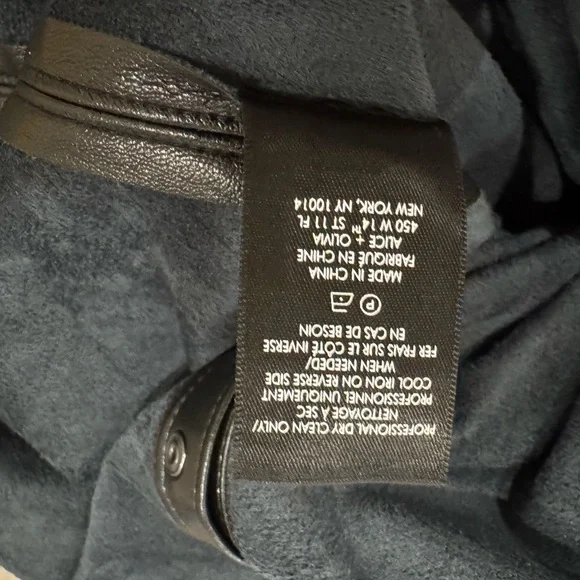 PROFESSIONAL DRY CLEAN ONLY/
NETTOYAGE À SEC
PROFESSIONNEL UNIQUEMENT
COOL IRON ON REVERSE SIDE
WHEN NEEDED/
FER FRAIS SUR LE CÔTÉ INVERSE
EN CAS DE BESOIN
P
MADE IN CHINA
FABRIQUÉ EN CHINE
ALICE + OLIVIA
450 W 14™ ST 11 FL
NEW YORK, NY 10014